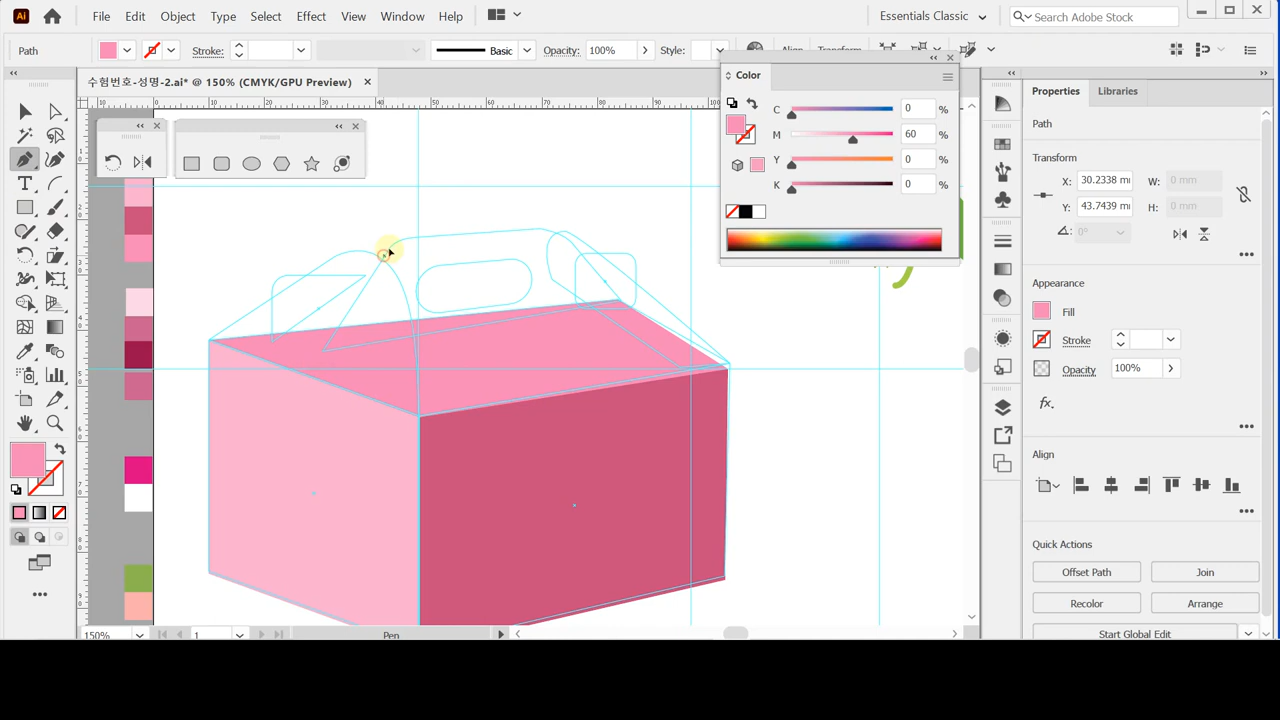 Ai File Edit Object Type Select Effect View Window Help Essentials Classic Search Adobe Stock
Path Stroke: Basic Opacity: 100% Style: Align Transform
수험번호-성명-2.ai* @ 150% (CMYK/GPU Preview)
Color
C 0 %
M 60 %
Y 0 %
K 0 %
Properties Libraries
Path
Transform
X: 30.2338 mm W: 0 mm
Y: 43.7439 mm H: 0 mm
0°
Appearance
Fill
Stroke
Opacity 100%
fx.
Align
Quick Actions
Offset Path Join
Recolor Arrange
Start Global Edit
150% 1 Pen